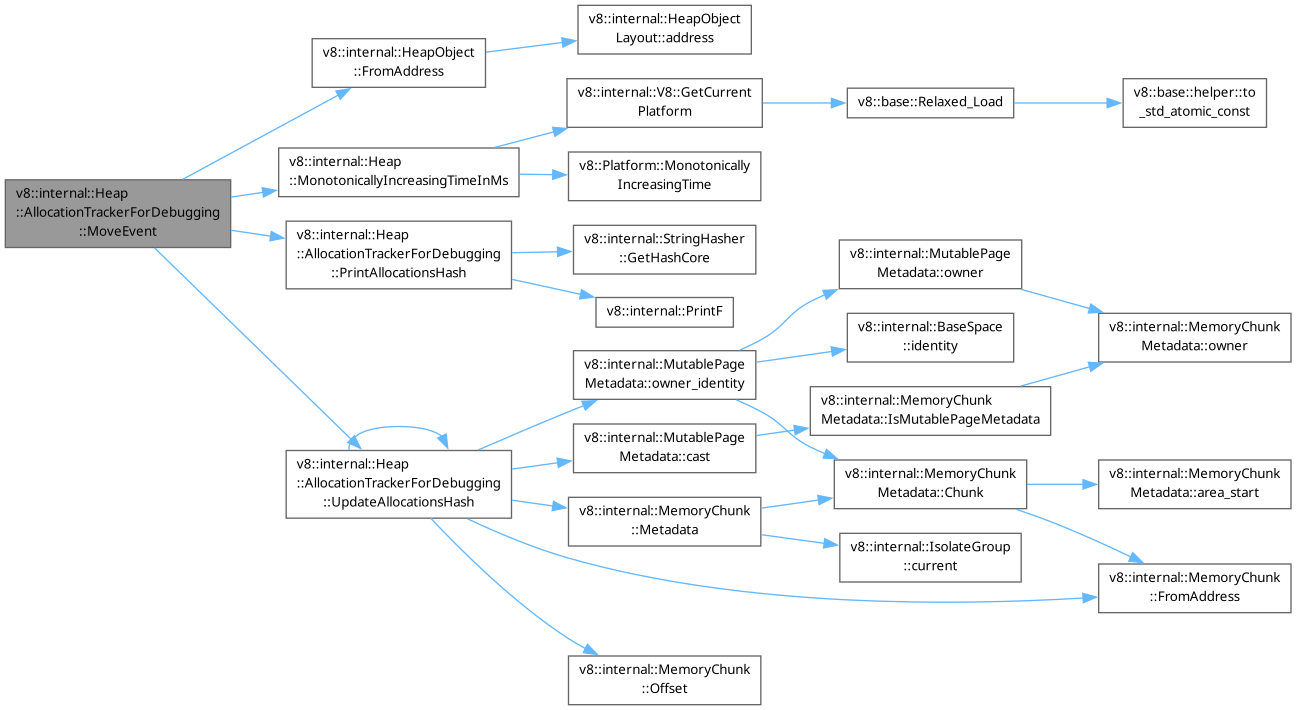 v8::internal::Heap
::AllocationTrackerForDebugging
::MoveEvent
v8::internal::HeapObject
::FromAddress
v8::internal::HeapObject
Layout::address
v8::internal::Heap
::MonotonicallyIncreasingTimeInMs
v8::internal::V8::GetCurrent
Platform
v8::base::Relaxed_Load
v8::base::helper::to
_std_atomic_const
v8::Platform::Monotonically
IncreasingTime
v8::internal::Heap
::AllocationTrackerForDebugging
::PrintAllocationsHash
v8::internal::StringHasher
::GetHashCore
v8::internal::PrintF
v8::internal::Heap
::AllocationTrackerForDebugging
::UpdateAllocationsHash
v8::internal::MutablePage
Metadata::owner_identity
v8::internal::MutablePage
Metadata::owner
v8::internal::MemoryChunk
Metadata::owner
v8::internal::BaseSpace
::identity
v8::internal::MutablePage
Metadata::cast
v8::internal::MemoryChunk
Metadata::IsMutablePageMetadata
v8::internal::MemoryChunk
::Metadata
v8::internal::MemoryChunk
Metadata::Chunk
v8::internal::MemoryChunk
Metadata::area_start
v8::internal::IsolateGroup
::current
v8::internal::MemoryChunk
::FromAddress
v8::internal::MemoryChunk
::Offset